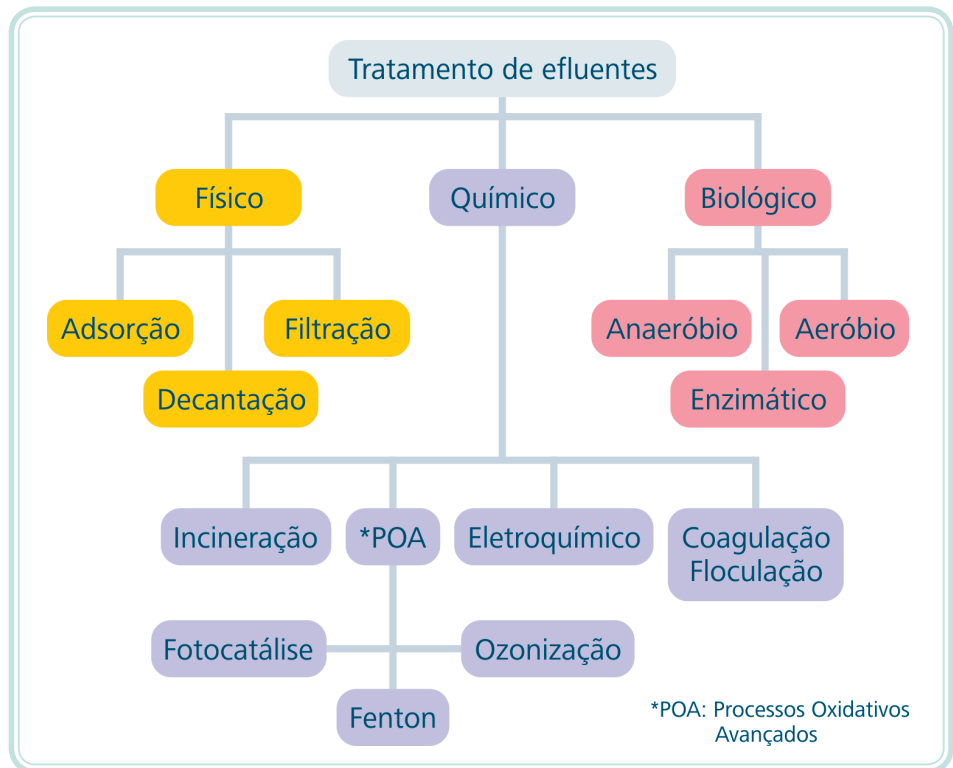 Tratamento de efluentes
Físico
Químico
Biológico
Adsorção
Filtração
Decantação
Anaeróbio
Aeróbio
Enzimático
Incineração
*POA
Eletroquímico
Coagulação
Floculação
Fotocatálise
Ozonização
Fenton
*POA: Processos Oxidativos
Avançados